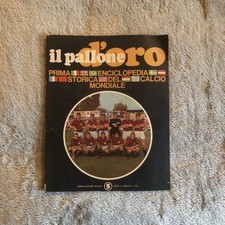 il pallone d'oro
PRIMA ENCICLOPEDIA
STORICA DEL CALCIO
MONDIALE
5